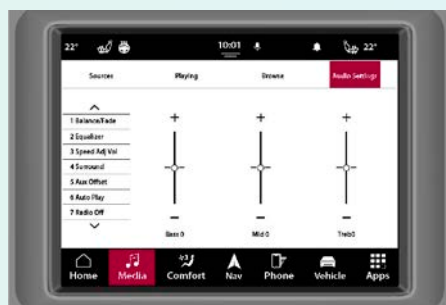 22° 10:01 22°
Sources Playing Browse Audio Settings
1 Balance/Fade
2 Equalizer
3 Speed Adj Vol
4 Surround
5 Aux Offset
6 Auto Play
7 Radio Off
+ + +
- - -
Bass 0 Mid 0 Treb0
Home Media Comfort Nav Phone Vehicle Apps